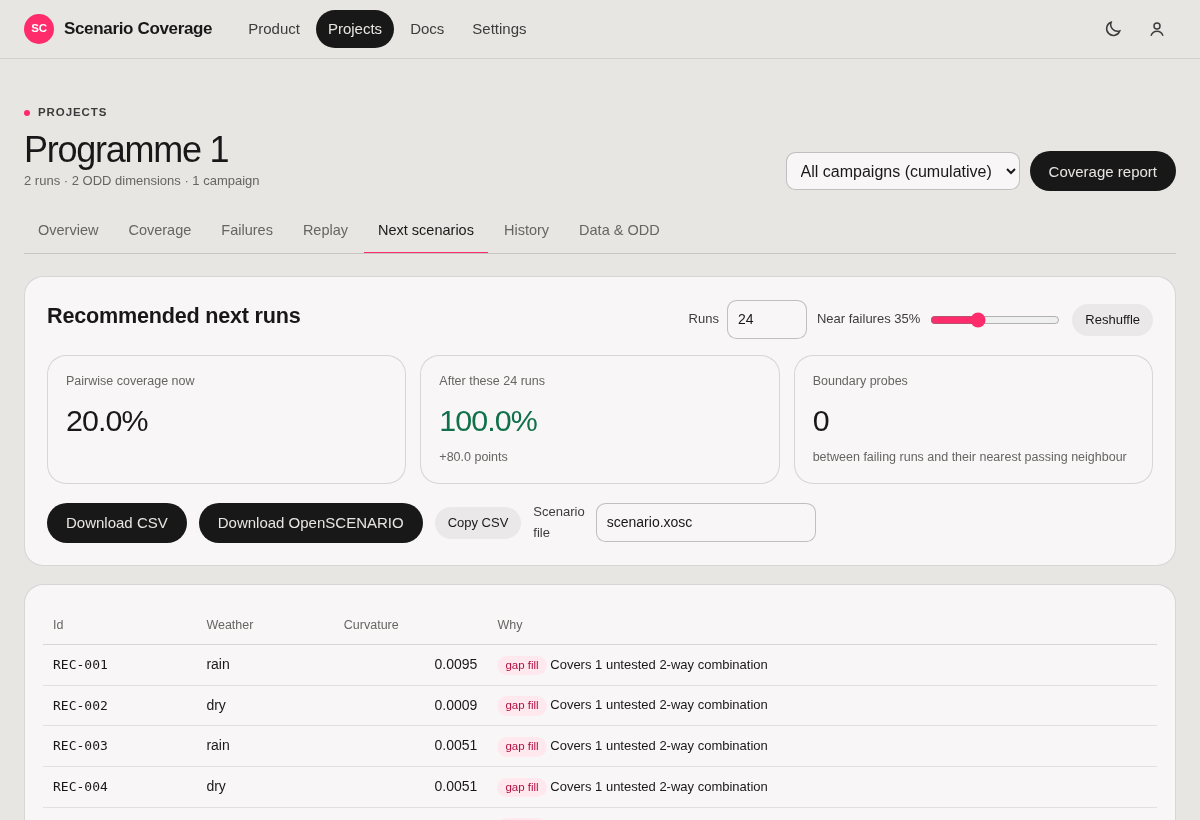 SC Scenario Coverage Product Projects Docs Settings
PROJECTS
Programme 1
2 runs · 2 ODD dimensions · 1 campaign
All campaigns (cumulative) Coverage report
Overview Coverage Failures Replay Next scenarios History Data & ODD
Recommended next runs
Runs 24 Near failures 35% Reshuffle
Pairwise coverage now
20.0%
After these 24 runs
100.0%
+80.0 points
Boundary probes
0
between failing runs and their nearest passing neighbour
Download CSV Download OpenSCENARIO Copy CSV Scenario file scenario.xosc
Id Weather Curvature Why
REC-001 rain 0.0095 gap fill Covers 1 untested 2-way combination
REC-002 dry 0.0009 gap fill Covers 1 untested 2-way combination
REC-003 rain 0.0051 gap fill Covers 1 untested 2-way combination
REC-004 dry 0.0051 gap fill Covers 1 untested 2-way combination